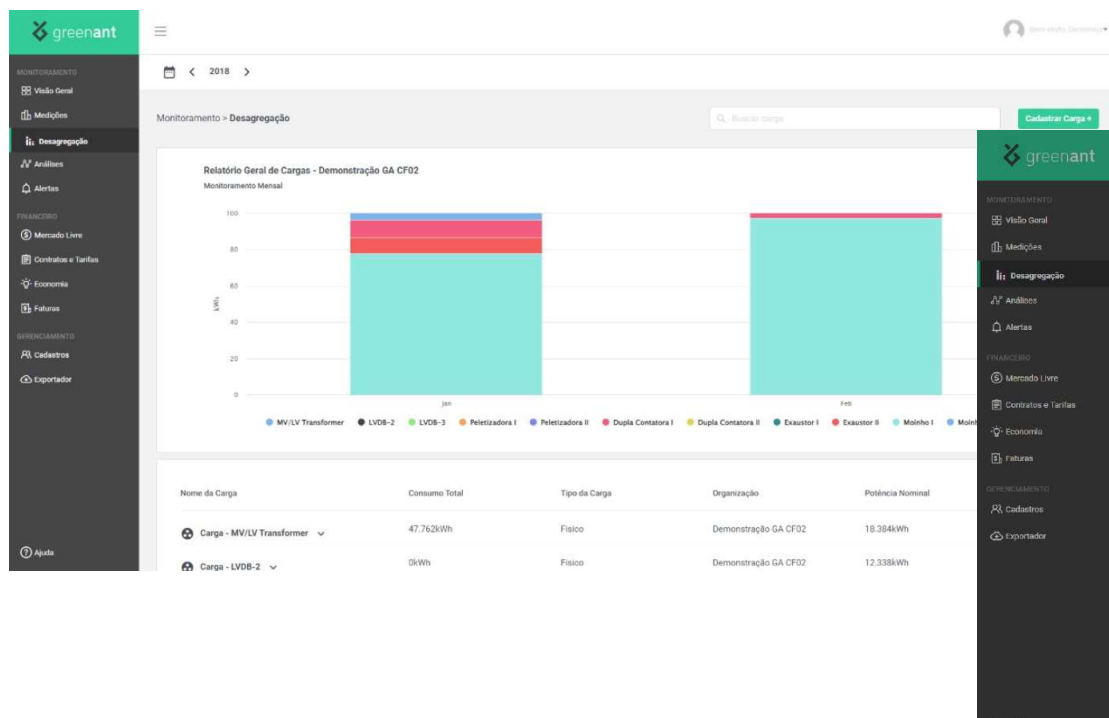 greenant
2018
MONITORAMENTO
Visão Geral
Medições
Desagregação
Análises
Alertas
FINANCEIRO
Mercado Livre
Contratos e Tarifas
Economia
Faturas
GERENCIAMENTO
Cadastros
Exportador
Ajuda
Monitoramento > Desagregação
Buscar carga
Cadastrar Carga +
Relatório Geral de Cargas - Demonstração GA CF02
Monitoramento Mensal
100
80
60
40
20
0
kWh
Jan
Feb
MV/LV Transformer LVDB-2 LVDB-3 Peletizadora I Peletizadora II Dupla Contatora I Dupla Contatora II Exaustor I Exaustor II Moinho I
Nome da Carga Consumo Total Tipo da Carga Organização Potência Nominal
Carga - MV/LV Transformer 47.762kWh Físico Demonstração GA CF02 18.384kWh
Carga - LVDB-2 0kWh Físico Demonstração GA CF02 12.338kWh
greenant
MONITORAMENTO
Visão Geral
Medições
Desagregação
Análises
Alertas
FINANCEIRO
Mercado Livre
Contratos e Tarifas
Economia
Faturas
GERENCIAMENTO
Cadastros
Exportador